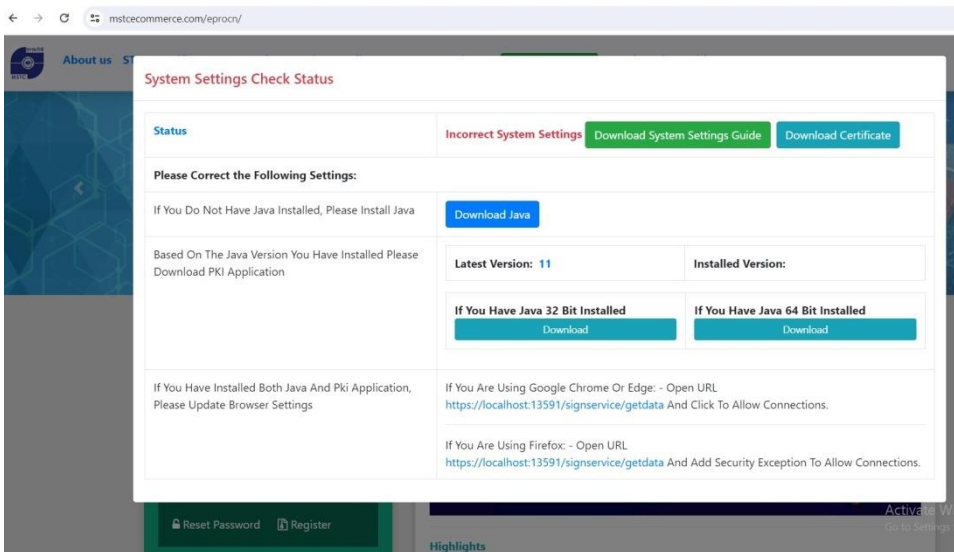 mstcecommerce.com/eprocn/
MSTC
About us
System Settings Check Status
Status
Incorrect System Settings
Download System Settings Guide
Download Certificate
Please Correct the Following Settings:
If You Do Not Have Java Installed, Please Install Java
Download Java
Based On The Java Version You Have Installed Please
Download PKI Application
Latest Version: 11
Installed Version:
If You Have Java 32 Bit Installed
Download
If You Have Java 64 Bit Installed
Download
If You Have Installed Both Java And Pki Application,
Please Update Browser Settings
If You Are Using Google Chrome Or Edge: - Open URL
https://localhost:13591/signservice/getdata And Click To Allow Connections.
If You Are Using Firefox: - Open URL
https://localhost:13591/signservice/getdata And Add Security Exception To Allow Connections.
Reset Password
Register
Highlights
Activate W
Go to Settings